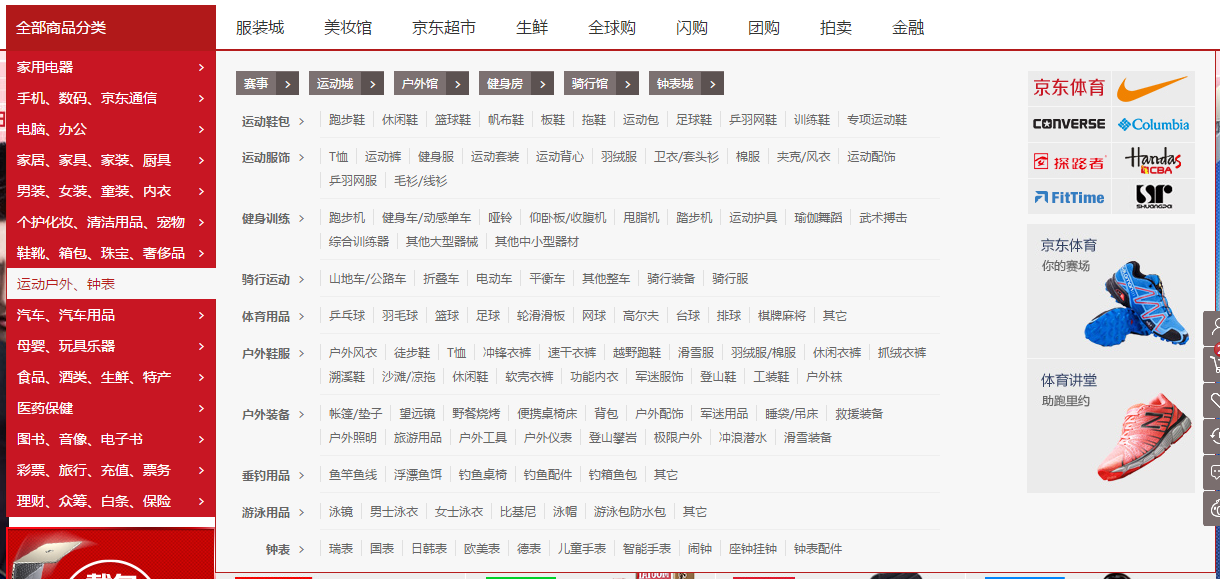 全部商品分类
服装城 美妆馆 京东超市 生鲜 全球购 闪购 团购 拍卖 金融
家用电器
手机、数码、京东通信
电脑、办公
家居、家具、家装、厨具
男装、女装、童装、内衣
个护化妆、清洁用品、宠物
鞋靴、箱包、珠宝、奢侈品
运动户外、钟表
汽车、汽车用品
母婴、玩具乐器
食品、酒类、生鲜、特产
医药保健
图书、音像、电子书
彩票、旅行、充值、票务
理财、众筹、白条、保险
赛事 运动城 户外馆 健身房 骑行馆 钟表城
运动鞋包 跑步鞋 休闲鞋 篮球鞋 帆布鞋 板鞋 拖鞋 运动包 足球鞋 乒羽网鞋 训练鞋 专项运动鞋
运动服饰 T恤 运动裤 健身服 运动套装 运动背心 羽绒服 卫衣/套头衫 棉服 夹克/风衣 运动配饰
乒羽网服 毛衫/线衫
健身训练 跑步机 健身车/动感单车 哑铃 仰卧板/收腹机 甩脂机 踏步机 运动护具 瑜伽舞蹈 武术搏击
综合训练器 其他大型器械 其他中小型器材
骑行运动 山地车/公路车 折叠车 电动车 平衡车 其他整车 骑行装备 骑行服
体育用品 乒乓球 羽毛球 篮球 足球 轮滑滑板 网球 高尔夫 台球 排球 棋牌麻将 其它
户外鞋服 户外风衣 徒步鞋 T恤 冲锋衣裤 速干衣裤 越野跑鞋 滑雪服 羽绒服/棉服 休闲衣裤 抓绒衣裤
溯溪鞋 沙滩/凉拖 休闲鞋 软壳衣裤 功能内衣 军迷服饰 登山鞋 工装鞋 户外袜
户外装备 帐篷/垫子 望远镜 野餐烧烤 便携桌椅床 背包 户外配饰 军迷用品 睡袋/吊床 救援装备
户外照明 旅游用品 户外工具 户外仪表 登山攀岩 极限户外 冲浪潜水 滑雪装备
垂钓用品 鱼竿鱼线 浮漂鱼饵 钓鱼桌椅 钓鱼配件 钓箱鱼包 其它
游泳用品 泳镜 男士泳衣 女士泳衣 比基尼 泳帽 游泳包防水包 其它
钟表 瑞表 国表 日韩表 欧美表 德表 儿童手表 智能手表 闹钟 座钟挂钟 钟表配件
京东体育
CONVERSE Columbia
探路者 Handas CBA
FitTime SHUANGPAI
京东体育
你的赛场
体育讲堂
助跑里约